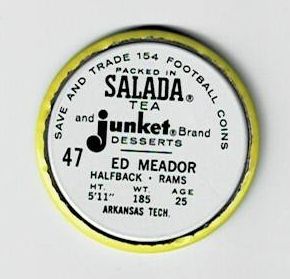 SAVE AND TRADE 154 FOOTBALL COINS
PACKED IN
SALADA®
TEA
and junket® Brand
DESSERTS
47
ED MEADOR
HALFBACK · RAMS
HT. WT. AGE
5'11" 185 25
ARKANSAS TECH.